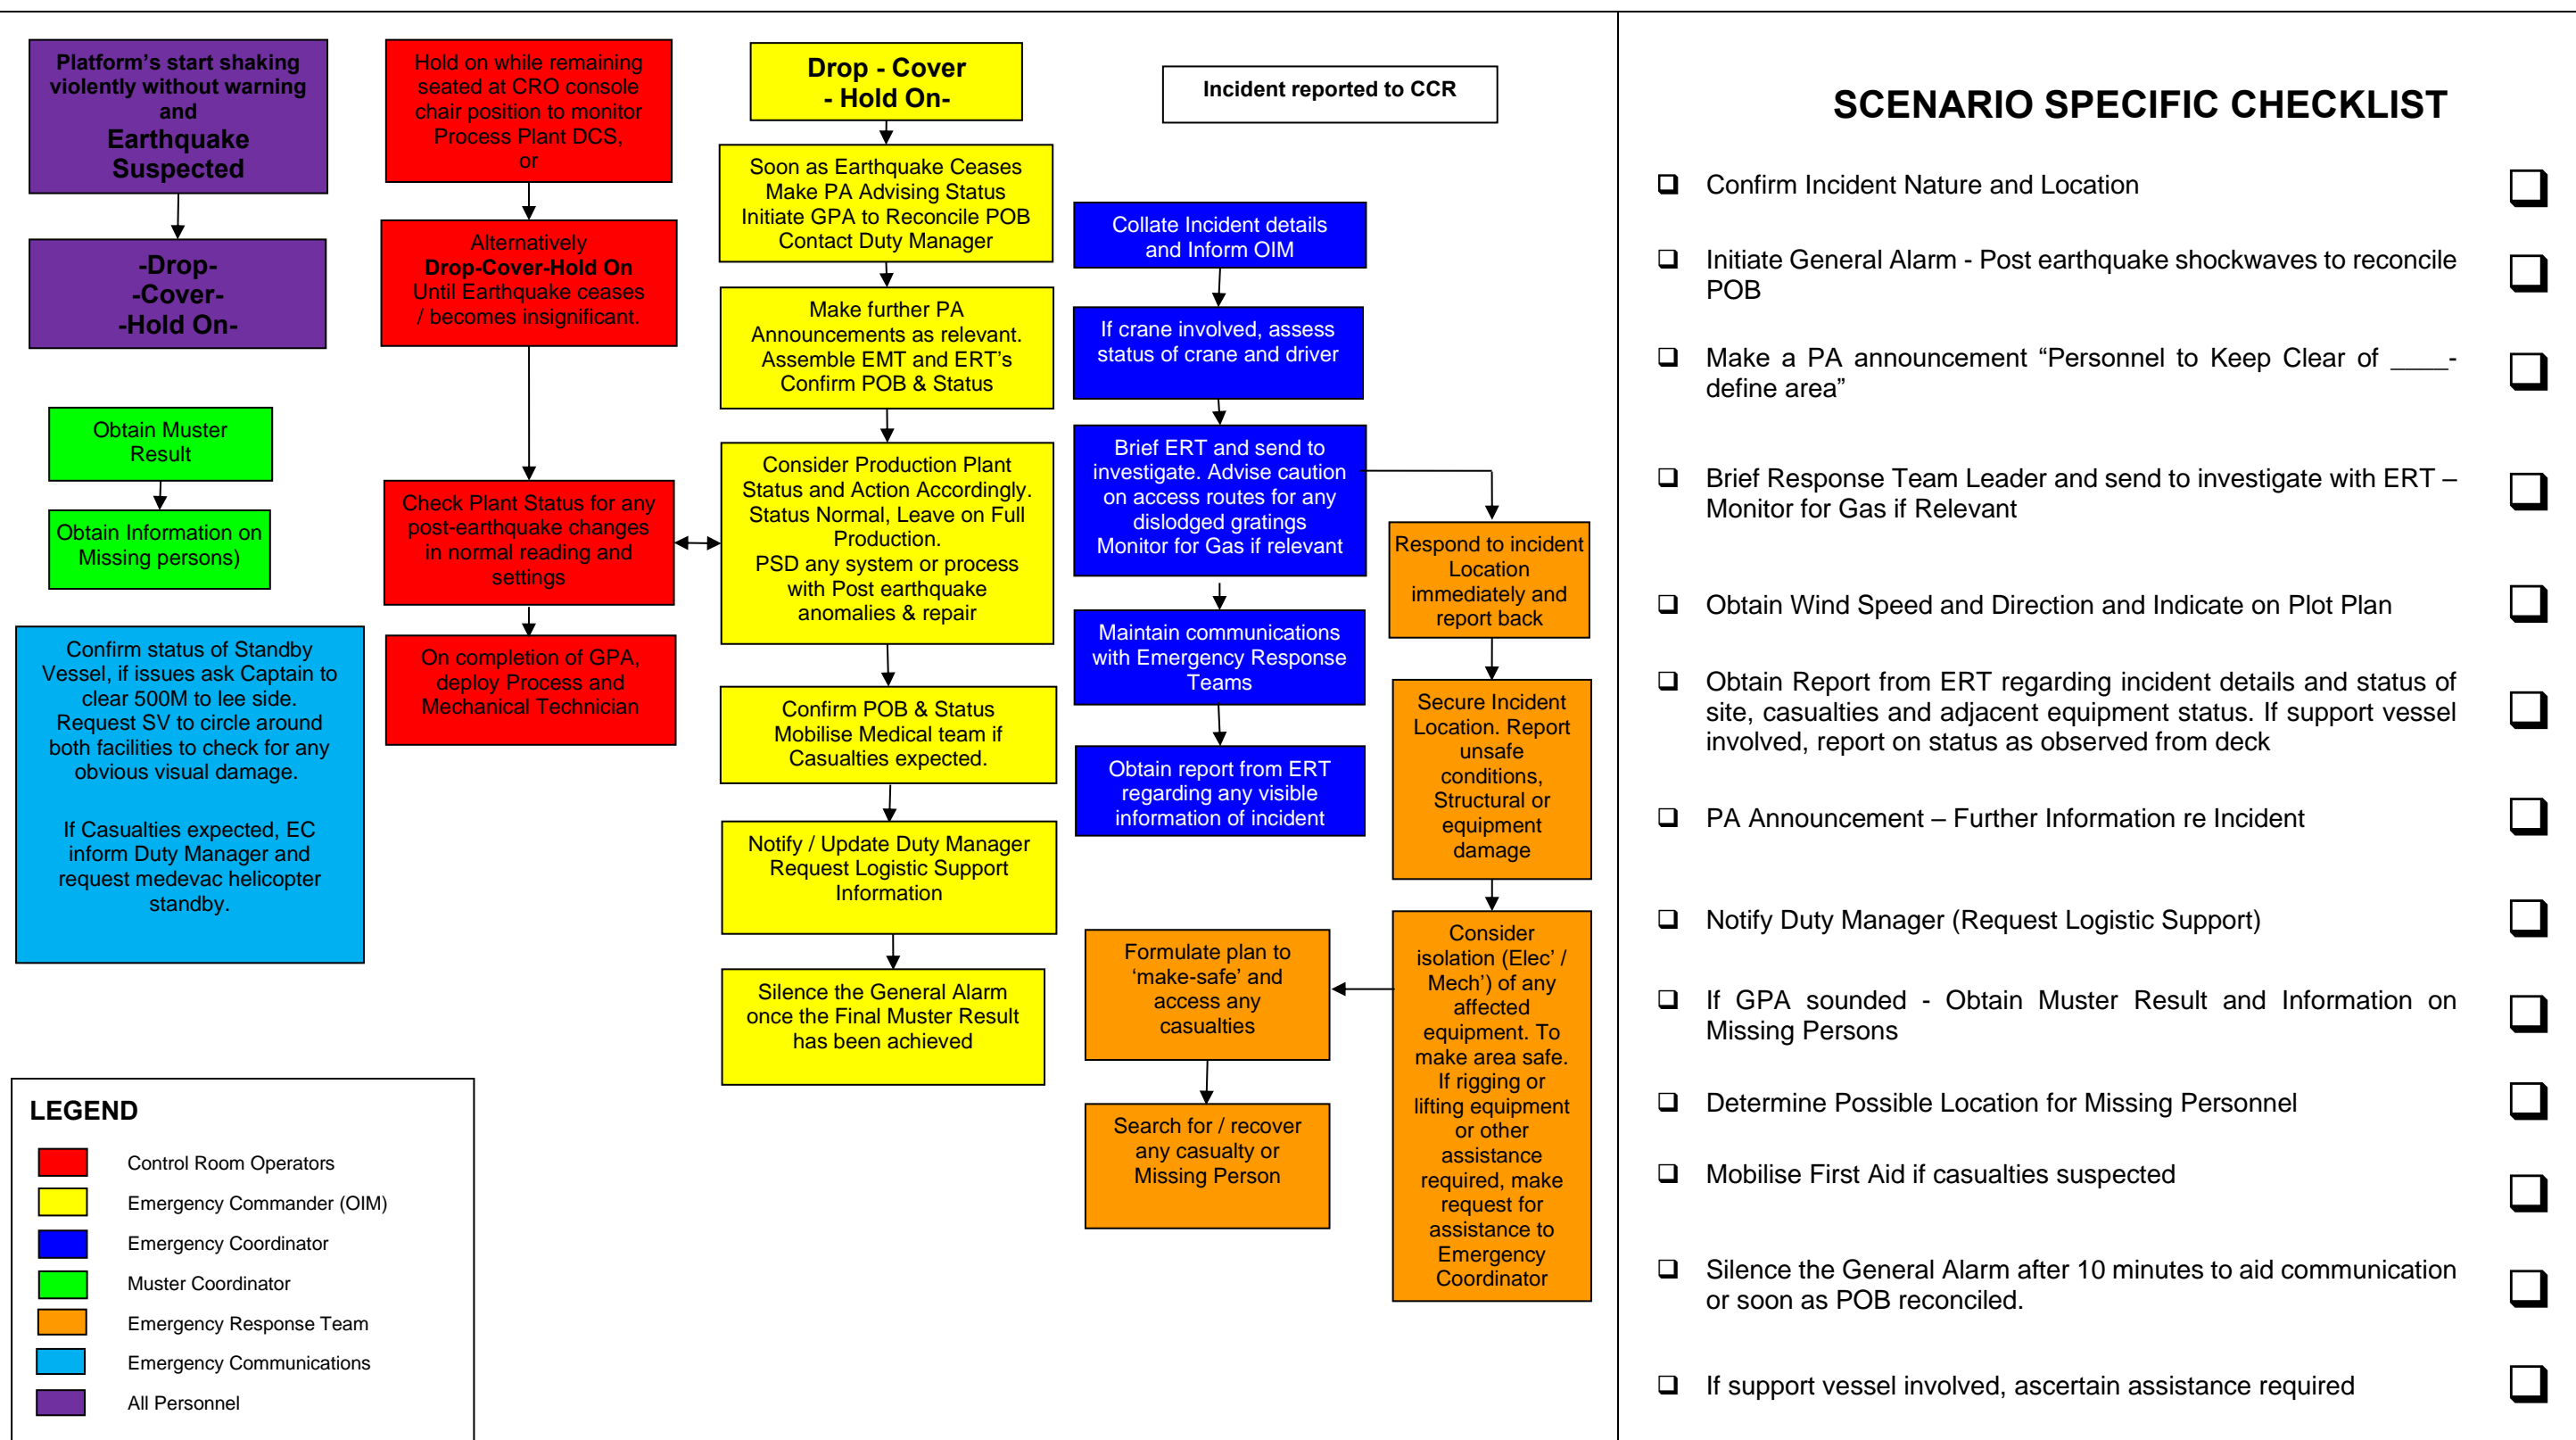 Platform’s start shaking
violently without warning
and
Earthquake
Suspected
-Drop-
-Cover-
-Hold On-
Obtain Muster
Result
Obtain Information on
Missing persons)
Confirm status of Standby
Vessel, if issues ask Captain to
clear 500M to lee side.
Request SV to circle around
both facilities to check for any
obvious visual damage.
If Casualties expected, EC
inform Duty Manager and
request medevac helicopter
standby.
Hold on while remaining
seated at CRO console
chair position to monitor
Process Plant DCS,
or
Alternatively
Drop-Cover-Hold On
Until Earthquake ceases
/ becomes insignificant.
Check Plant Status for any
post-earthquake changes
in normal reading and
settings
On completion of GPA,
deploy Process and
Mechanical Technician
Drop - Cover
- Hold On-
Soon as Earthquake Ceases
Make PA Advising Status
Initiate GPA to Reconcile POB
Contact Duty Manager
Make further PA
Announcements as relevant.
Assemble EMT and ERT’s
Confirm POB & Status
Consider Production Plant
Status and Action Accordingly.
Status Normal, Leave on Full
Production.
PSD any system or process
with Post earthquake
anomalies & repair
Confirm POB & Status
Mobilise Medical team if
Casualties expected.
Notify / Update Duty Manager
Request Logistic Support
Information
Silence the General Alarm
once the Final Muster Result
has been achieved
Incident reported to CCR
Collate Incident details
and Inform OIM
If crane involved, assess
status of crane and driver
Brief ERT and send to
investigate. Advise caution
on access routes for any
dislodged gratings
Monitor for Gas if relevant
Maintain communications
with Emergency Response
Teams
Obtain report from ERT
regarding any visible
information of incident
Respond to incident
Location
immediately and
report back
Secure Incident
Location. Report
unsafe
conditions,
Structural or
equipment
damage
Consider
isolation (Elec’ /
Mech’) of any
affected
equipment. To
make area safe.
If rigging or
lifting equipment
or other
assistance
required, make
request for
assistance to
Emergency
Coordinator
Formulate plan to
‘make-safe’ and
access any
casualties
Search for / recover
any casualty or
Missing Person
LEGEND
Control Room Operators
Emergency Commander (OIM)
Emergency Coordinator
Muster Coordinator
Emergency Response Team
Emergency Communications
All Personnel
SCENARIO SPECIFIC CHECKLIST
Confirm Incident Nature and Location
Initiate General Alarm - Post earthquake shockwaves to reconcile
POB
Make a PA announcement “Personnel to Keep Clear of ____-
define area”
Brief Response Team Leader and send to investigate with ERT –
Monitor for Gas if Relevant
Obtain Wind Speed and Direction and Indicate on Plot Plan
Obtain Report from ERT regarding incident details and status of
site, casualties and adjacent equipment status. If support vessel
involved, report on status as observed from deck
PA Announcement – Further Information re Incident
Notify Duty Manager (Request Logistic Support)
If GPA sounded - Obtain Muster Result and Information on
Missing Persons
Determine Possible Location for Missing Personnel
Mobilise First Aid if casualties suspected
Silence the General Alarm after 10 minutes to aid communication
or soon as POB reconciled.
If support vessel involved, ascertain assistance required